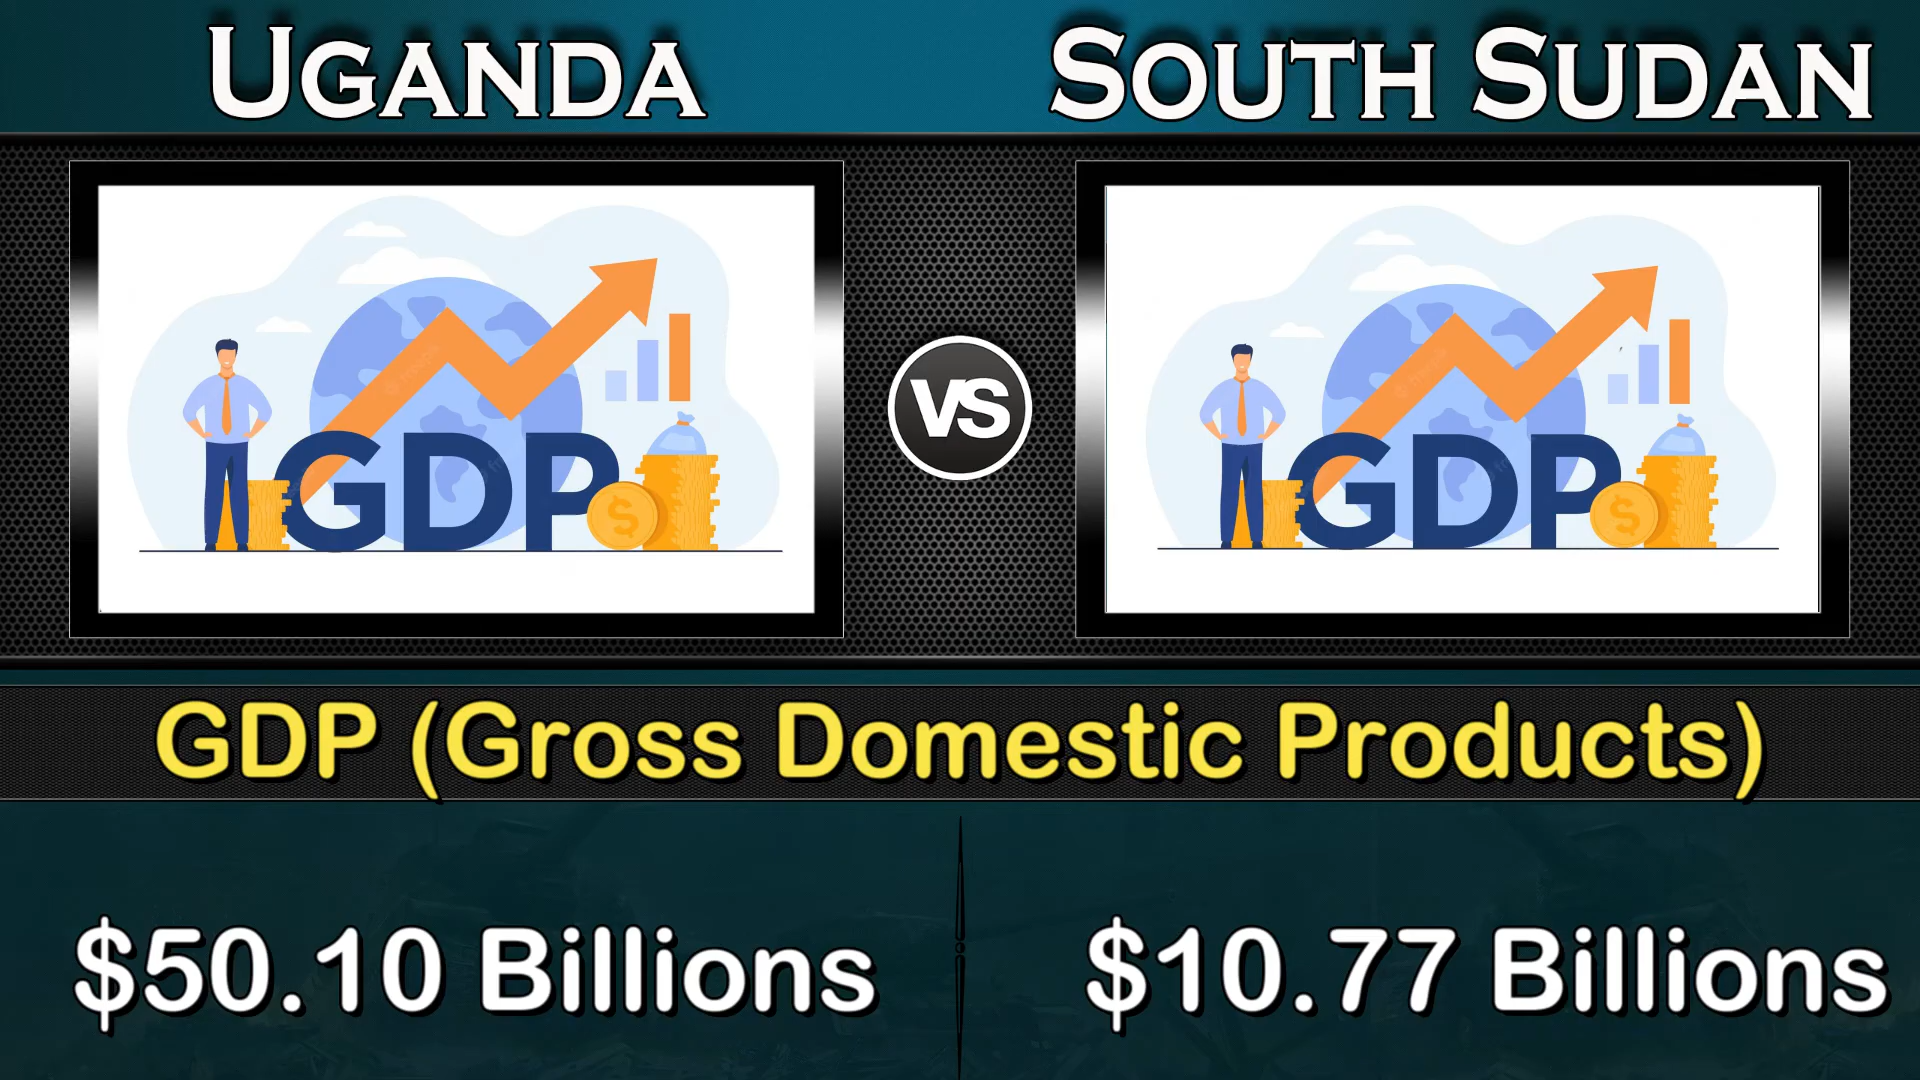 UGANDA
SOUTH SUDAN
GDP
VS
GDP
GDP (Gross Domestic Products)
$50.10 Billions
$10.77 Billions